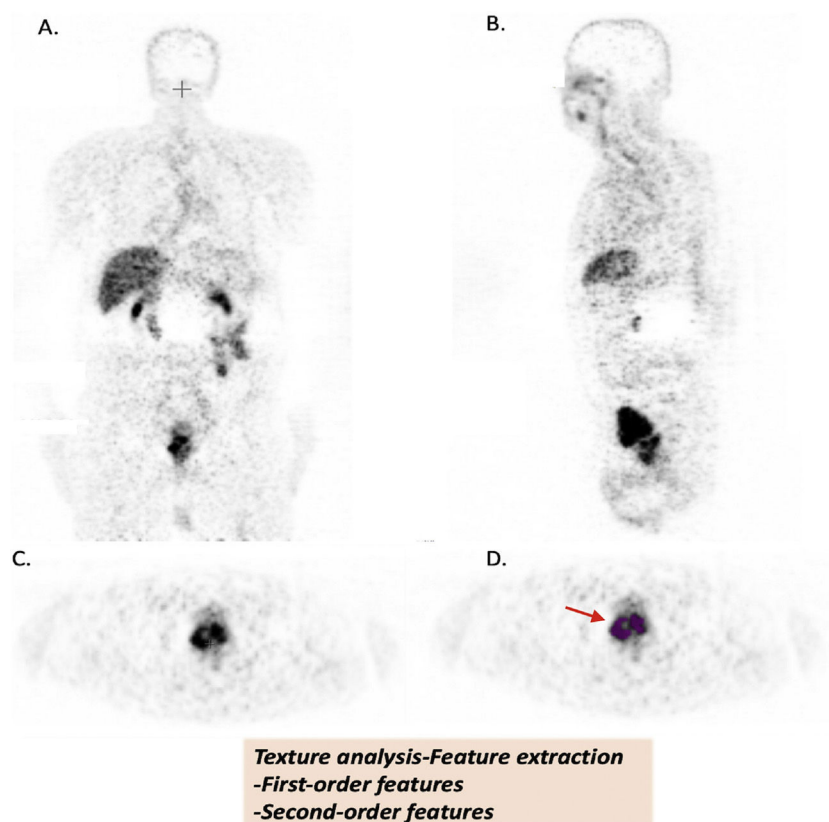 A.
B.
C.
D.
Texture analysis-Feature extraction
-First-order features
-Second-order features